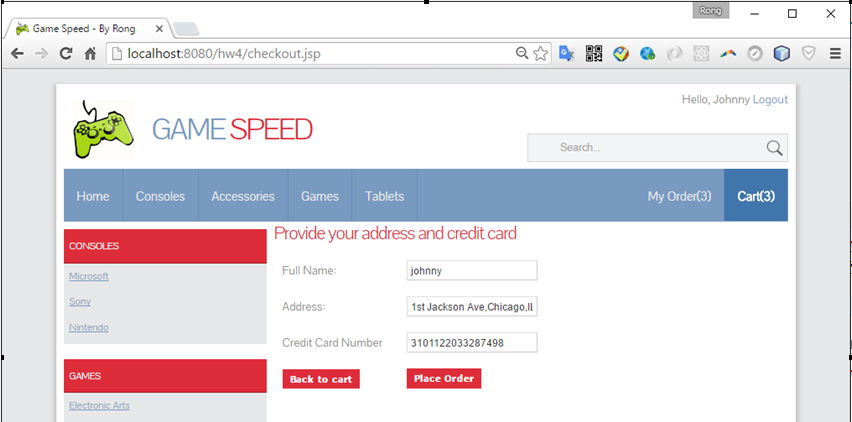 Rong
Game Speed - By Rong
localhost:8080/hw4/checkout.jsp
Hello, Johnny Logout
GAME SPEED
Search...
Home Consoles Accessories Games Tablets My Order(3) Cart(3)
Provide your address and credit card
CONSOLES
Microsoft
Sony
Nintendo
Full Name: johnny
Address: 1st Jackson Ave,Chicago,IL
Credit Card Number 3101122033287498
Back to cart Place Order
GAMES
Electronic Arts